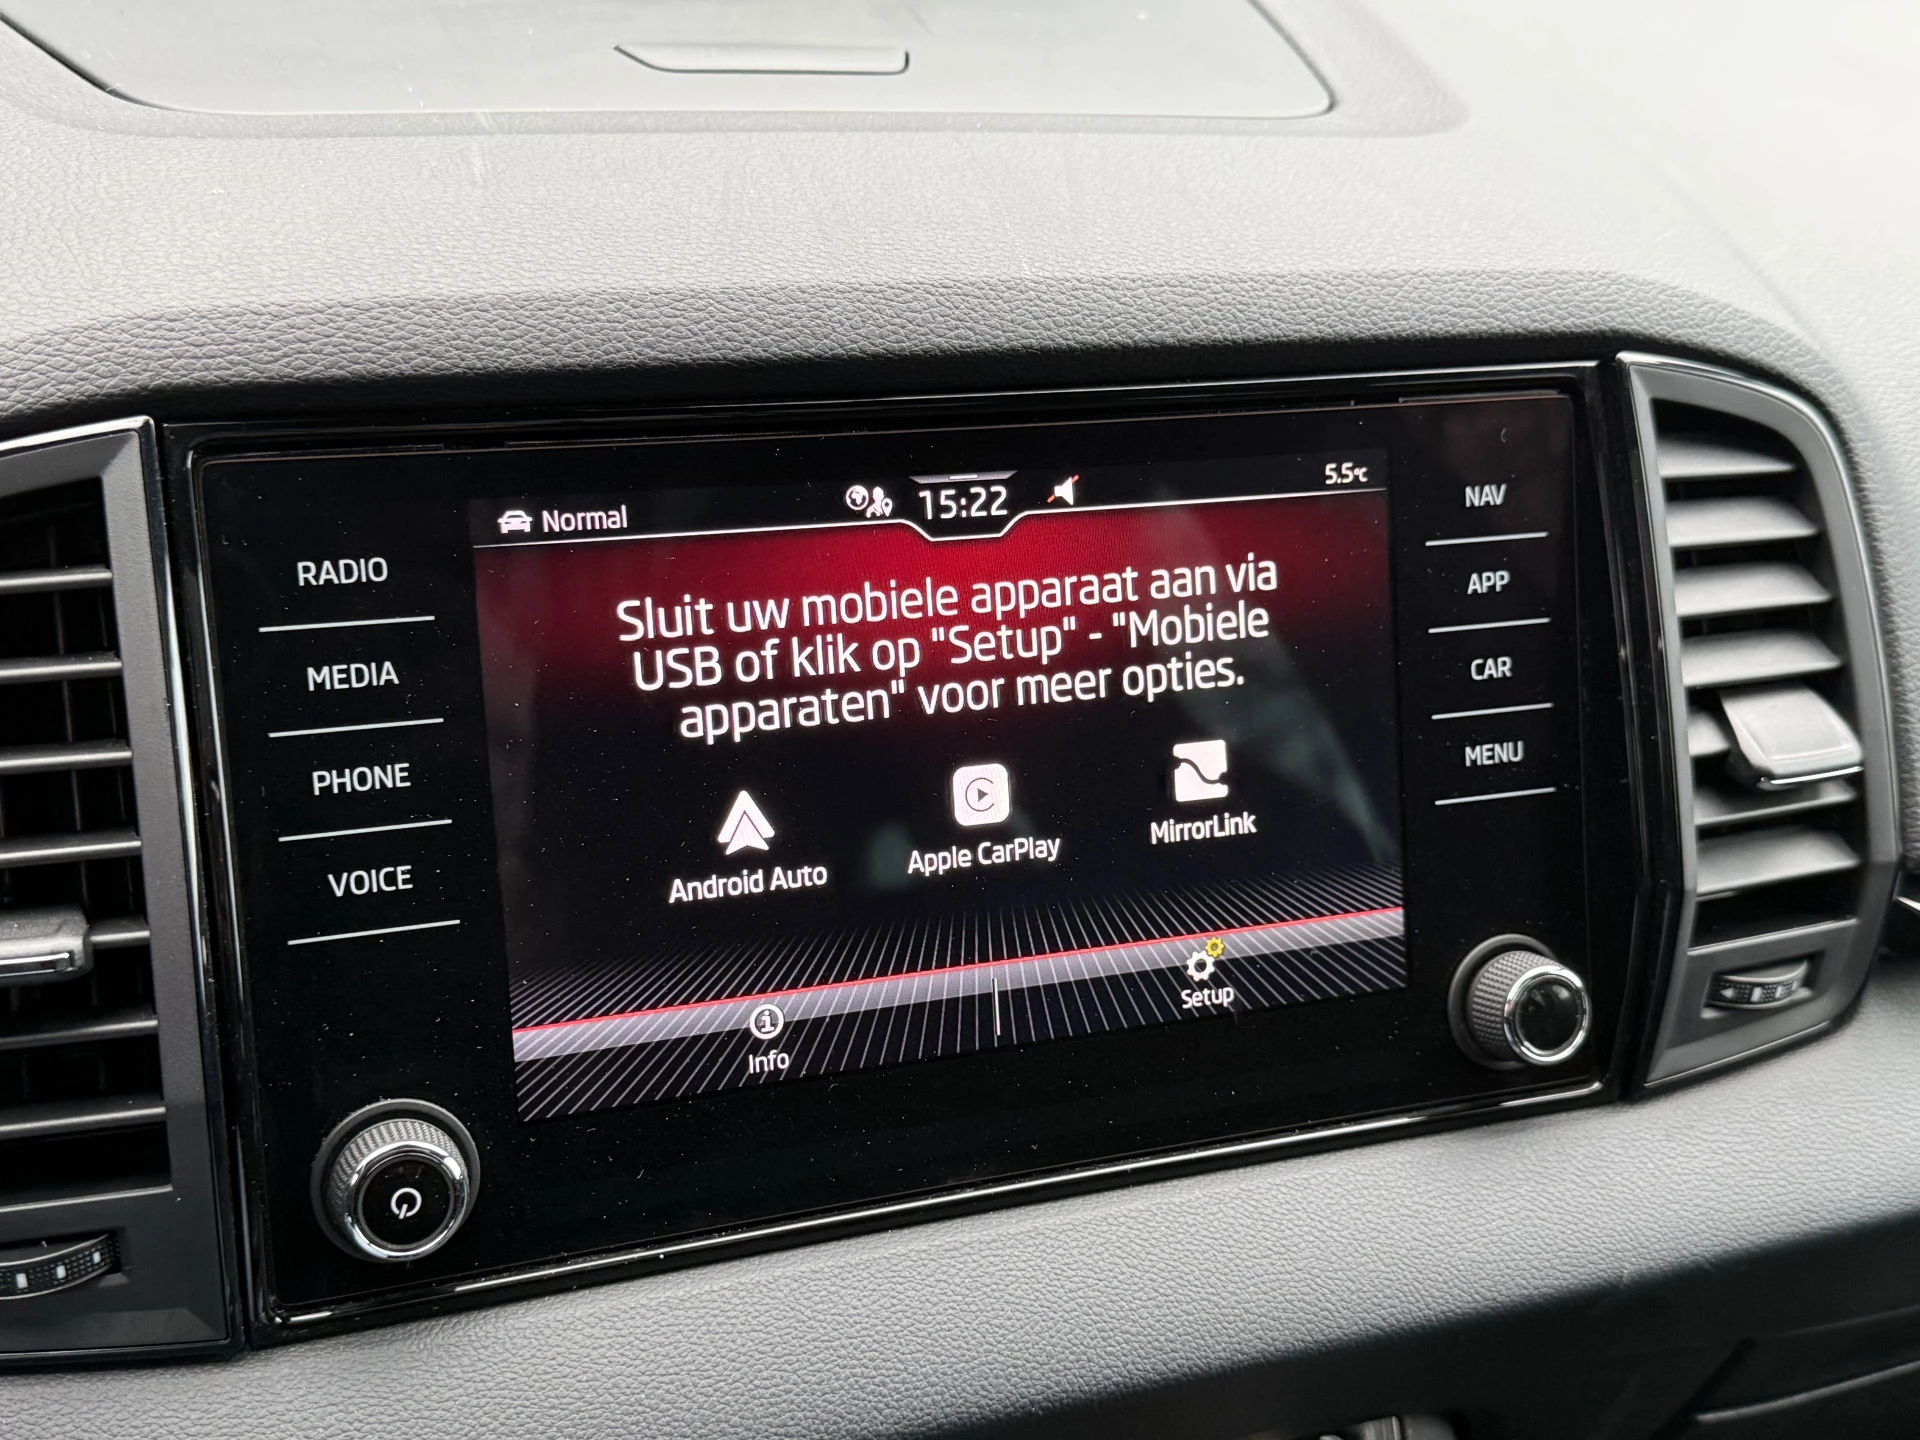 Normal
15:22
5.5°C
RADIO
MEDIA
PHONE
VOICE
Sluit uw mobiele apparaat aan via
USB of klik op "Setup" - "Mobiele
apparaten" voor meer opties.
Android Auto
Apple CarPlay
MirrorLink
Info
Setup
NAV
APP
CAR
MENU